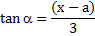 tan α = (x − a)/3